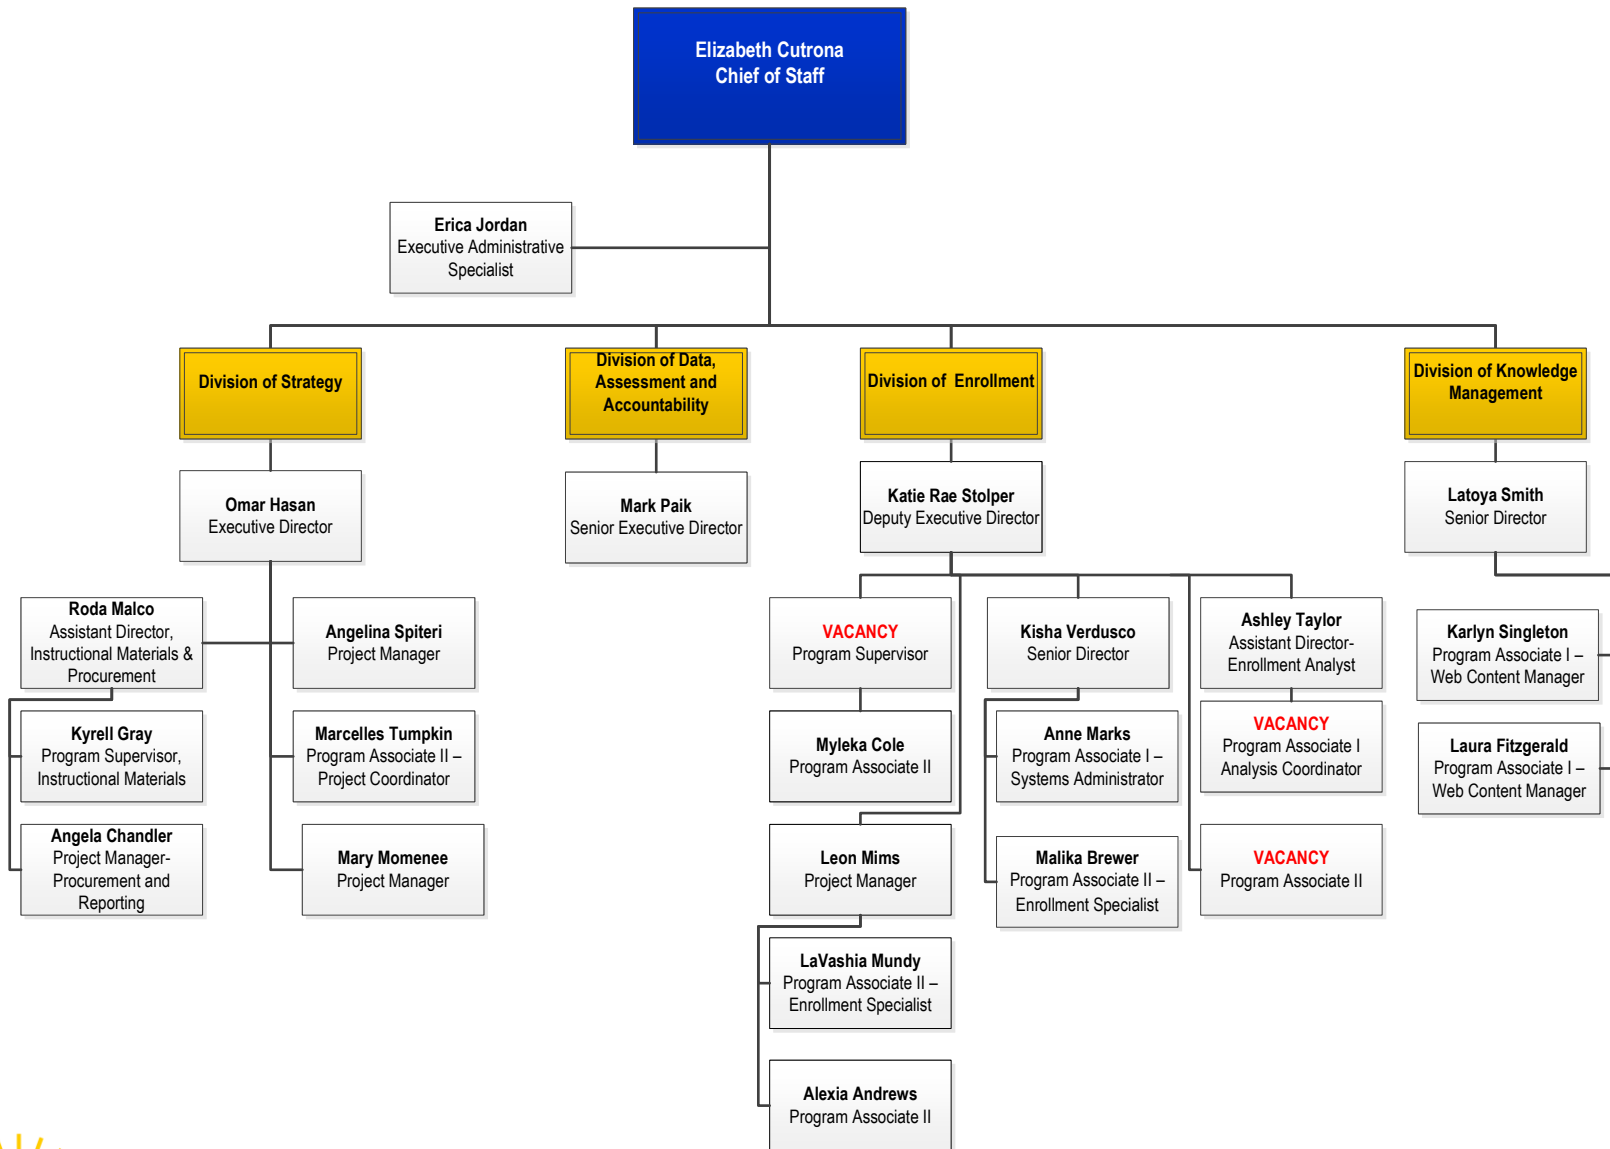 Elizabeth Cutrona
Chief of Staff
Erica Jordan
Executive Administrative
Specialist
Division of Strategy
Division of Data,
Assessment and
Accountability
Division of  Enrollment
Division of Knowledge
Management
Omar Hasan
Executive Director
Mark Paik
Senior Executive Director
Katie Rae Stolper
Deputy Executive Director
Latoya Smith
Senior Director
Roda Malco
Assistant Director,
Instructional Materials &
Procurement
Angelina Spiteri
Project Manager
VACANCY
Program Supervisor
Kisha Verdusco
Senior Director
Ashley Taylor
Assistant Director-
Enrollment Analyst
Karlyn Singleton
Program Associate I –
Web Content Manager
Kyrell Gray
Program Supervisor,
Instructional Materials
Marcelles Tumpkin
Program Associate II –
Project Coordinator
Myleka Cole
Program Associate II
Anne Marks
Program Associate I –
Systems Administrator
VACANCY
Program Associate I
Analysis Coordinator
Laura Fitzgerald
Program Associate I –
Web Content Manager
Angela Chandler
Project Manager-
Procurement and
Reporting
Mary Momenee
Project Manager
Leon Mims
Project Manager
Malika Brewer
Program Associate II –
Enrollment Specialist
VACANCY
Program Associate II
LaVashia Mundy
Program Associate II –
Enrollment Specialist
Alexia Andrews
Program Associate II